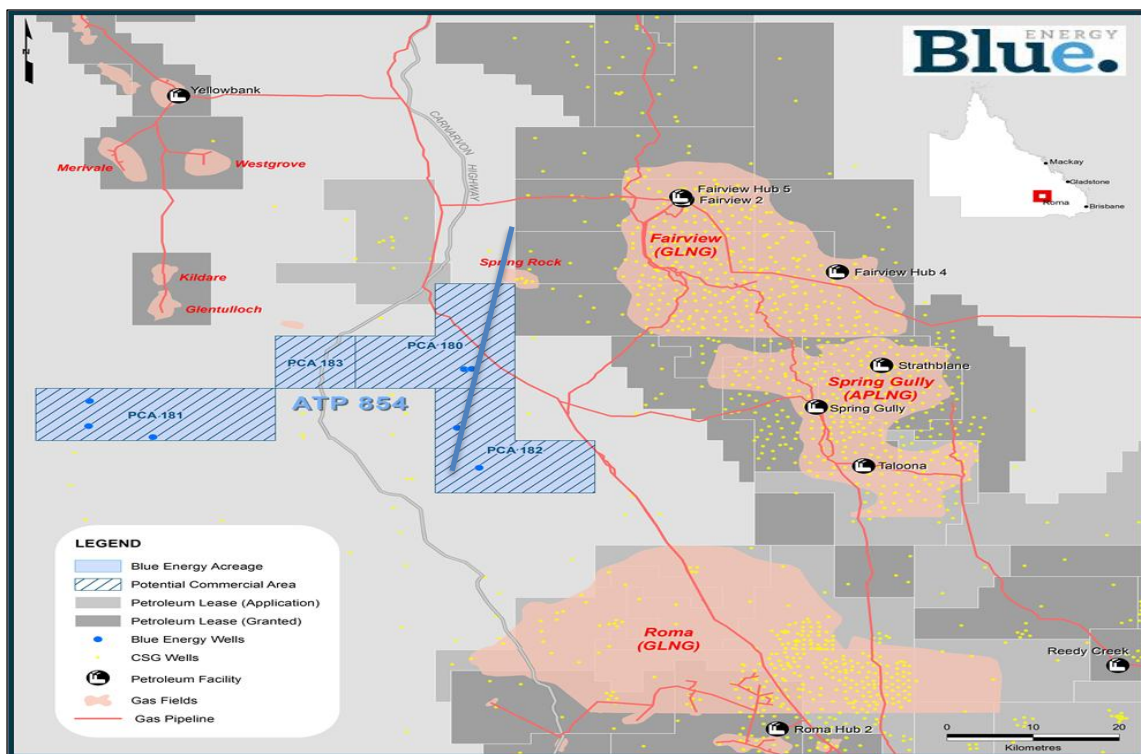 ENERGY
Blue.
N
Yellowbank
CARNARVON
HIGHWAY
Merivale
Westgrove
Mackay
Gladstone
Roma
Brisbane
Fairview Hub 5
Fairview 2
Fairview
(GLNG)
Spring Rock
Fairview Hub 4
Kildare
Glentulloch
PCA 180
PCA 183
Strathblane
Spring Gully
(APLNG)
ATP 854
PCA 181
Spring Gully
PCA 182
Taloona
LEGEND
Blue Energy Acreage
Potential Commercial Area
Petroleum Lease (Application)
Petroleum Lease (Granted)
Blue Energy Wells
CSG Wells
Petroleum Facility
Gas Fields
Gas Pipeline
Roma
(GLNG)
Reedy Creek
Roma Hub 2
0 10 20
Kilometres